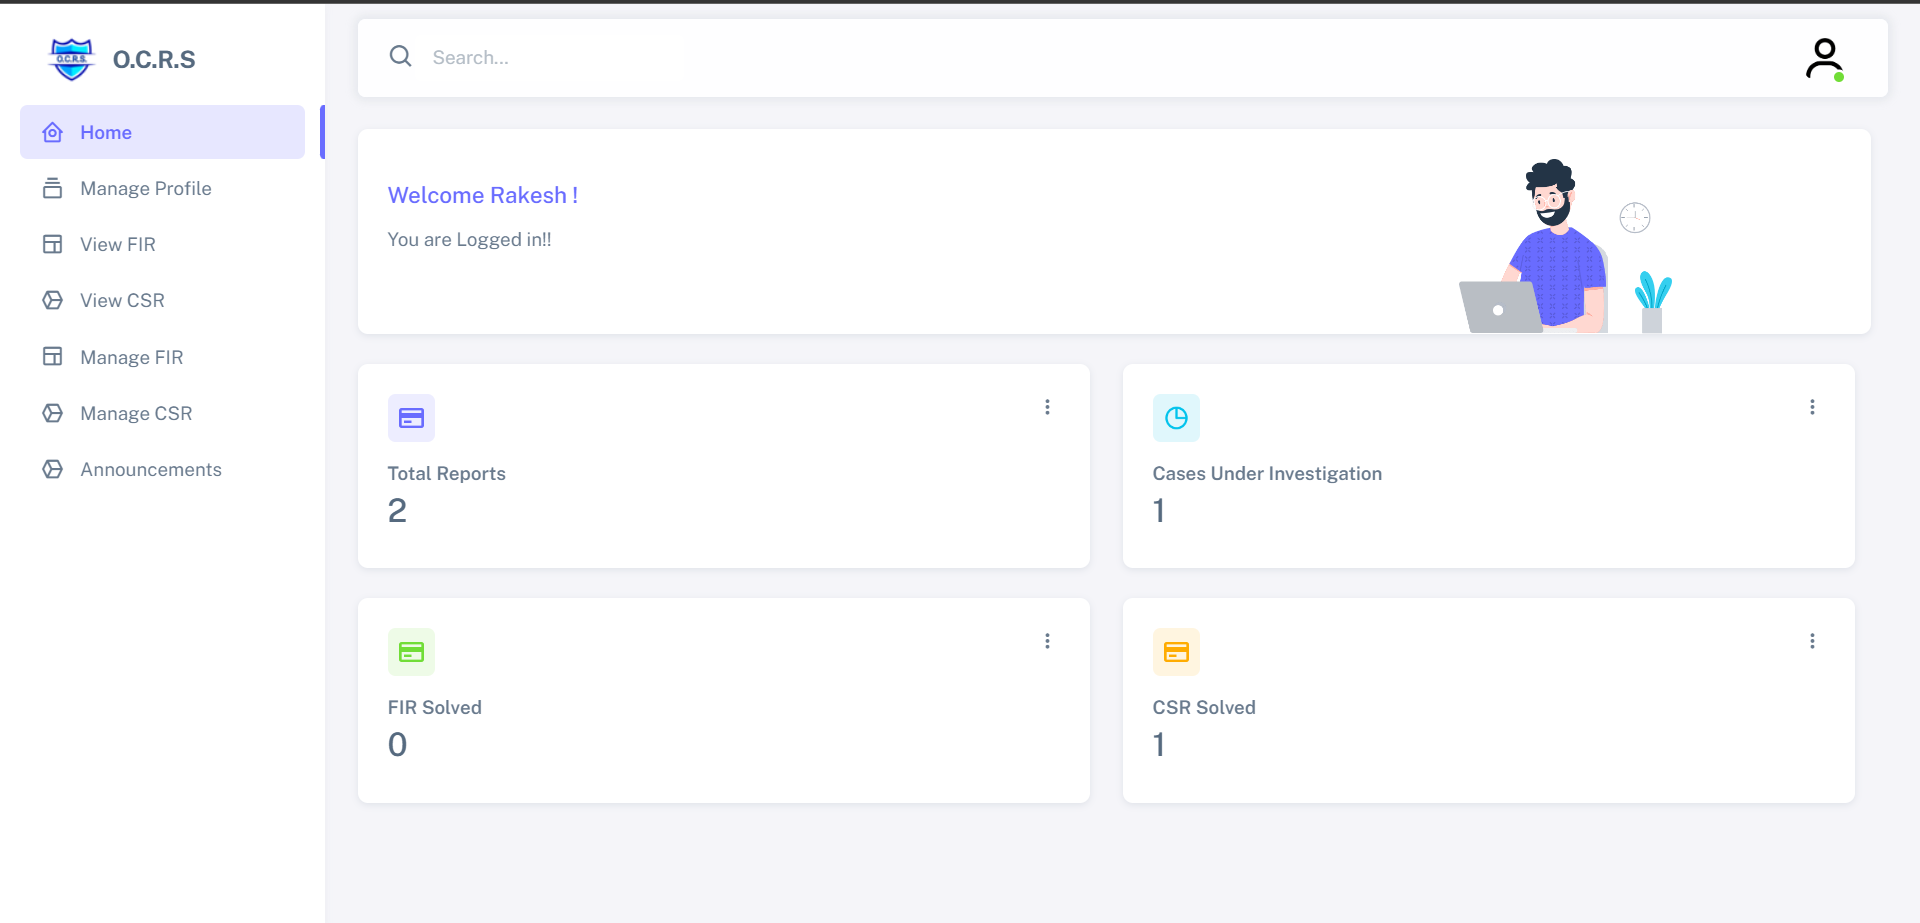 O.C.R.S.
O.C.R.S
Home
Manage Profile
View FIR
View CSR
Manage FIR
Manage CSR
Announcements
Search...
Welcome Rakesh !
You are Logged in!!
Total Reports
2
Cases Under Investigation
1
FIR Solved
0
CSR Solved
1